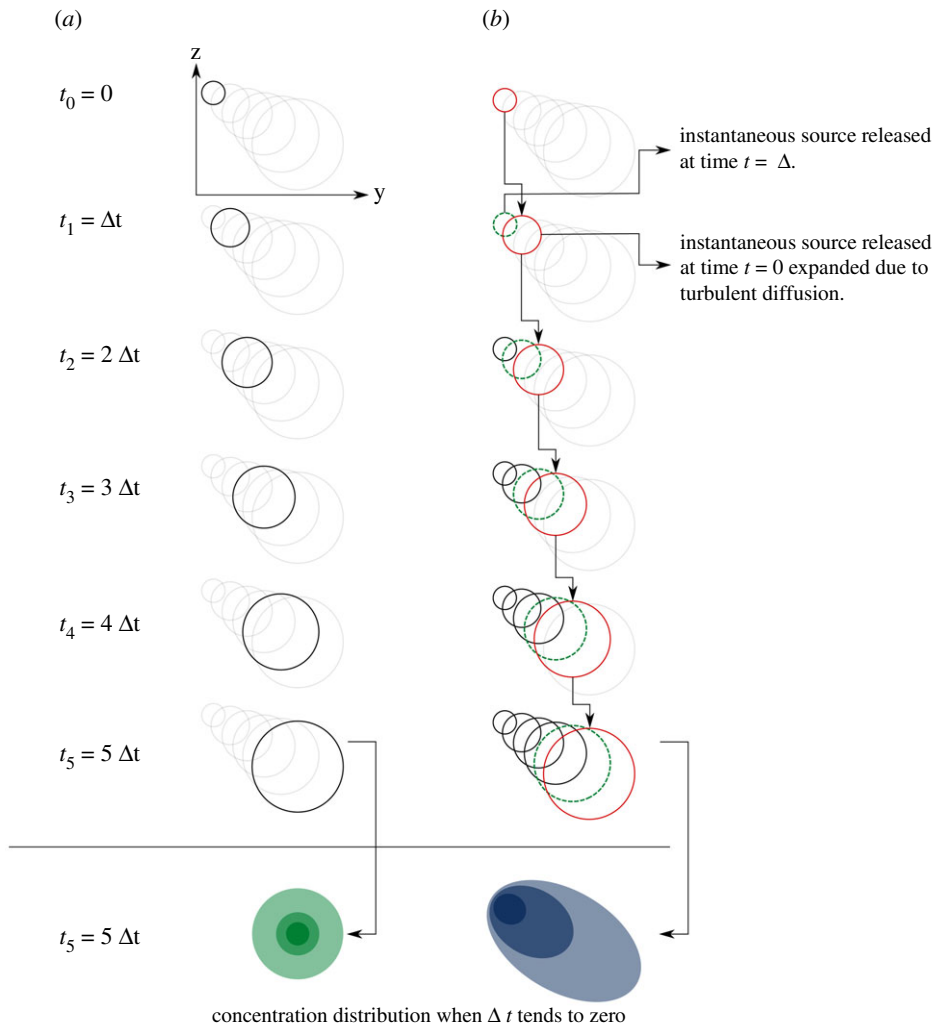 (a)
(b)
z
t0 = 0
y
instantaneous source released
at time t = Δ.
t1 = Δt
instantaneous source released
at time t = 0 expanded due to
turbulent diffusion.
t2 = 2 Δt
t3 = 3 Δt
t4 = 4 Δt
t5 = 5 Δt
t5 = 5 Δt
concentration distribution when Δ t tends to zero